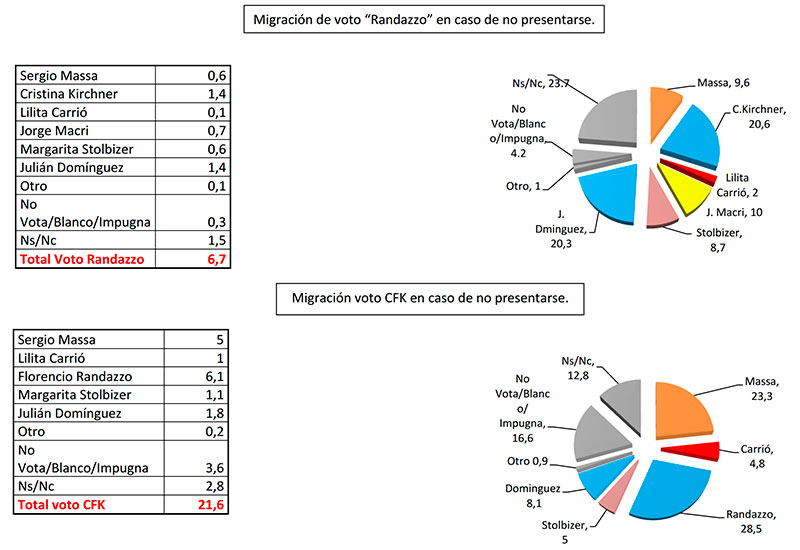 Migración de voto “Randazzo” en caso de no presentarse.
Sergio Massa 0,6
Cristina Kirchner 1,4
Lilita Carrió 0,1
Jorge Macri 0,7
Margarita Stolbizer 0,6
Julián Domínguez 1,4
Otro 0,1
No
Vota/Blanco/Impugna 0,3
Ns/Nc 1,5
Total Voto Randazzo 6,7
Ns/Nc, 23.7
Massa, 9,6
No
Vota/Blanc
o/Impugna,
4.2
C.Kirchner,
20,6
Otro, 1
Lilita
Carrió, 2
J. Macri, 10
J.
Dminguez,
20,3
Stolbizer,
8,7
Migración voto CFK en caso de no presentarse.
Sergio Massa 5
Lilita Carrió 1
Florencio Randazzo 6,1
Margarita Stolbizer 1,1
Julián Domínguez 1,8
Otro 0,2
No
Vota/Blanco/Impugna 3,6
Ns/Nc 2,8
Total voto CFK 21,6
Ns/Nc,
12,8
No
Vota/Blanc
o/
Impugna,
16,6
Massa,
23,3
Otro 0,9
Carrió,
4,8
Dominguez
8,1
Stolbizer,
5
Randazzo,
28,5